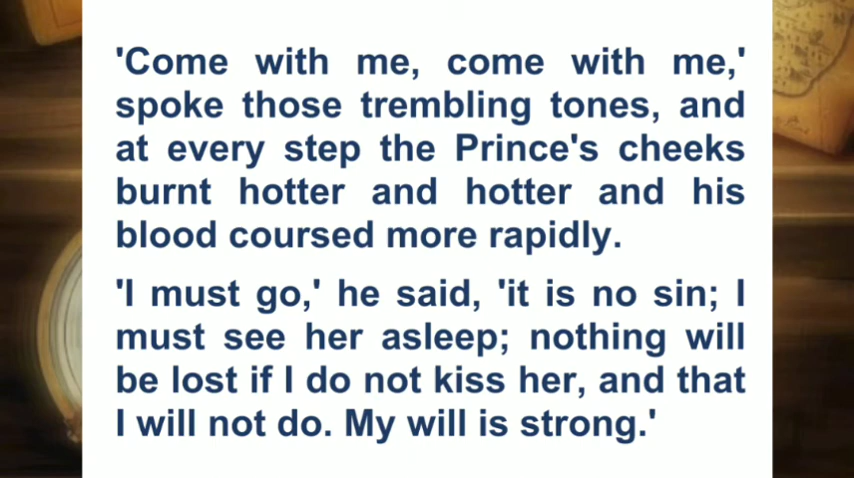 'Come with me, come with me,'
spoke those trembling tones, and
at every step the Prince's cheeks
burnt hotter and hotter and his
blood coursed more rapidly.
'I must go,' he said, 'it is no sin; I
must see her asleep; nothing will
be lost if I do not kiss her, and that
I will not do. My will is strong.'